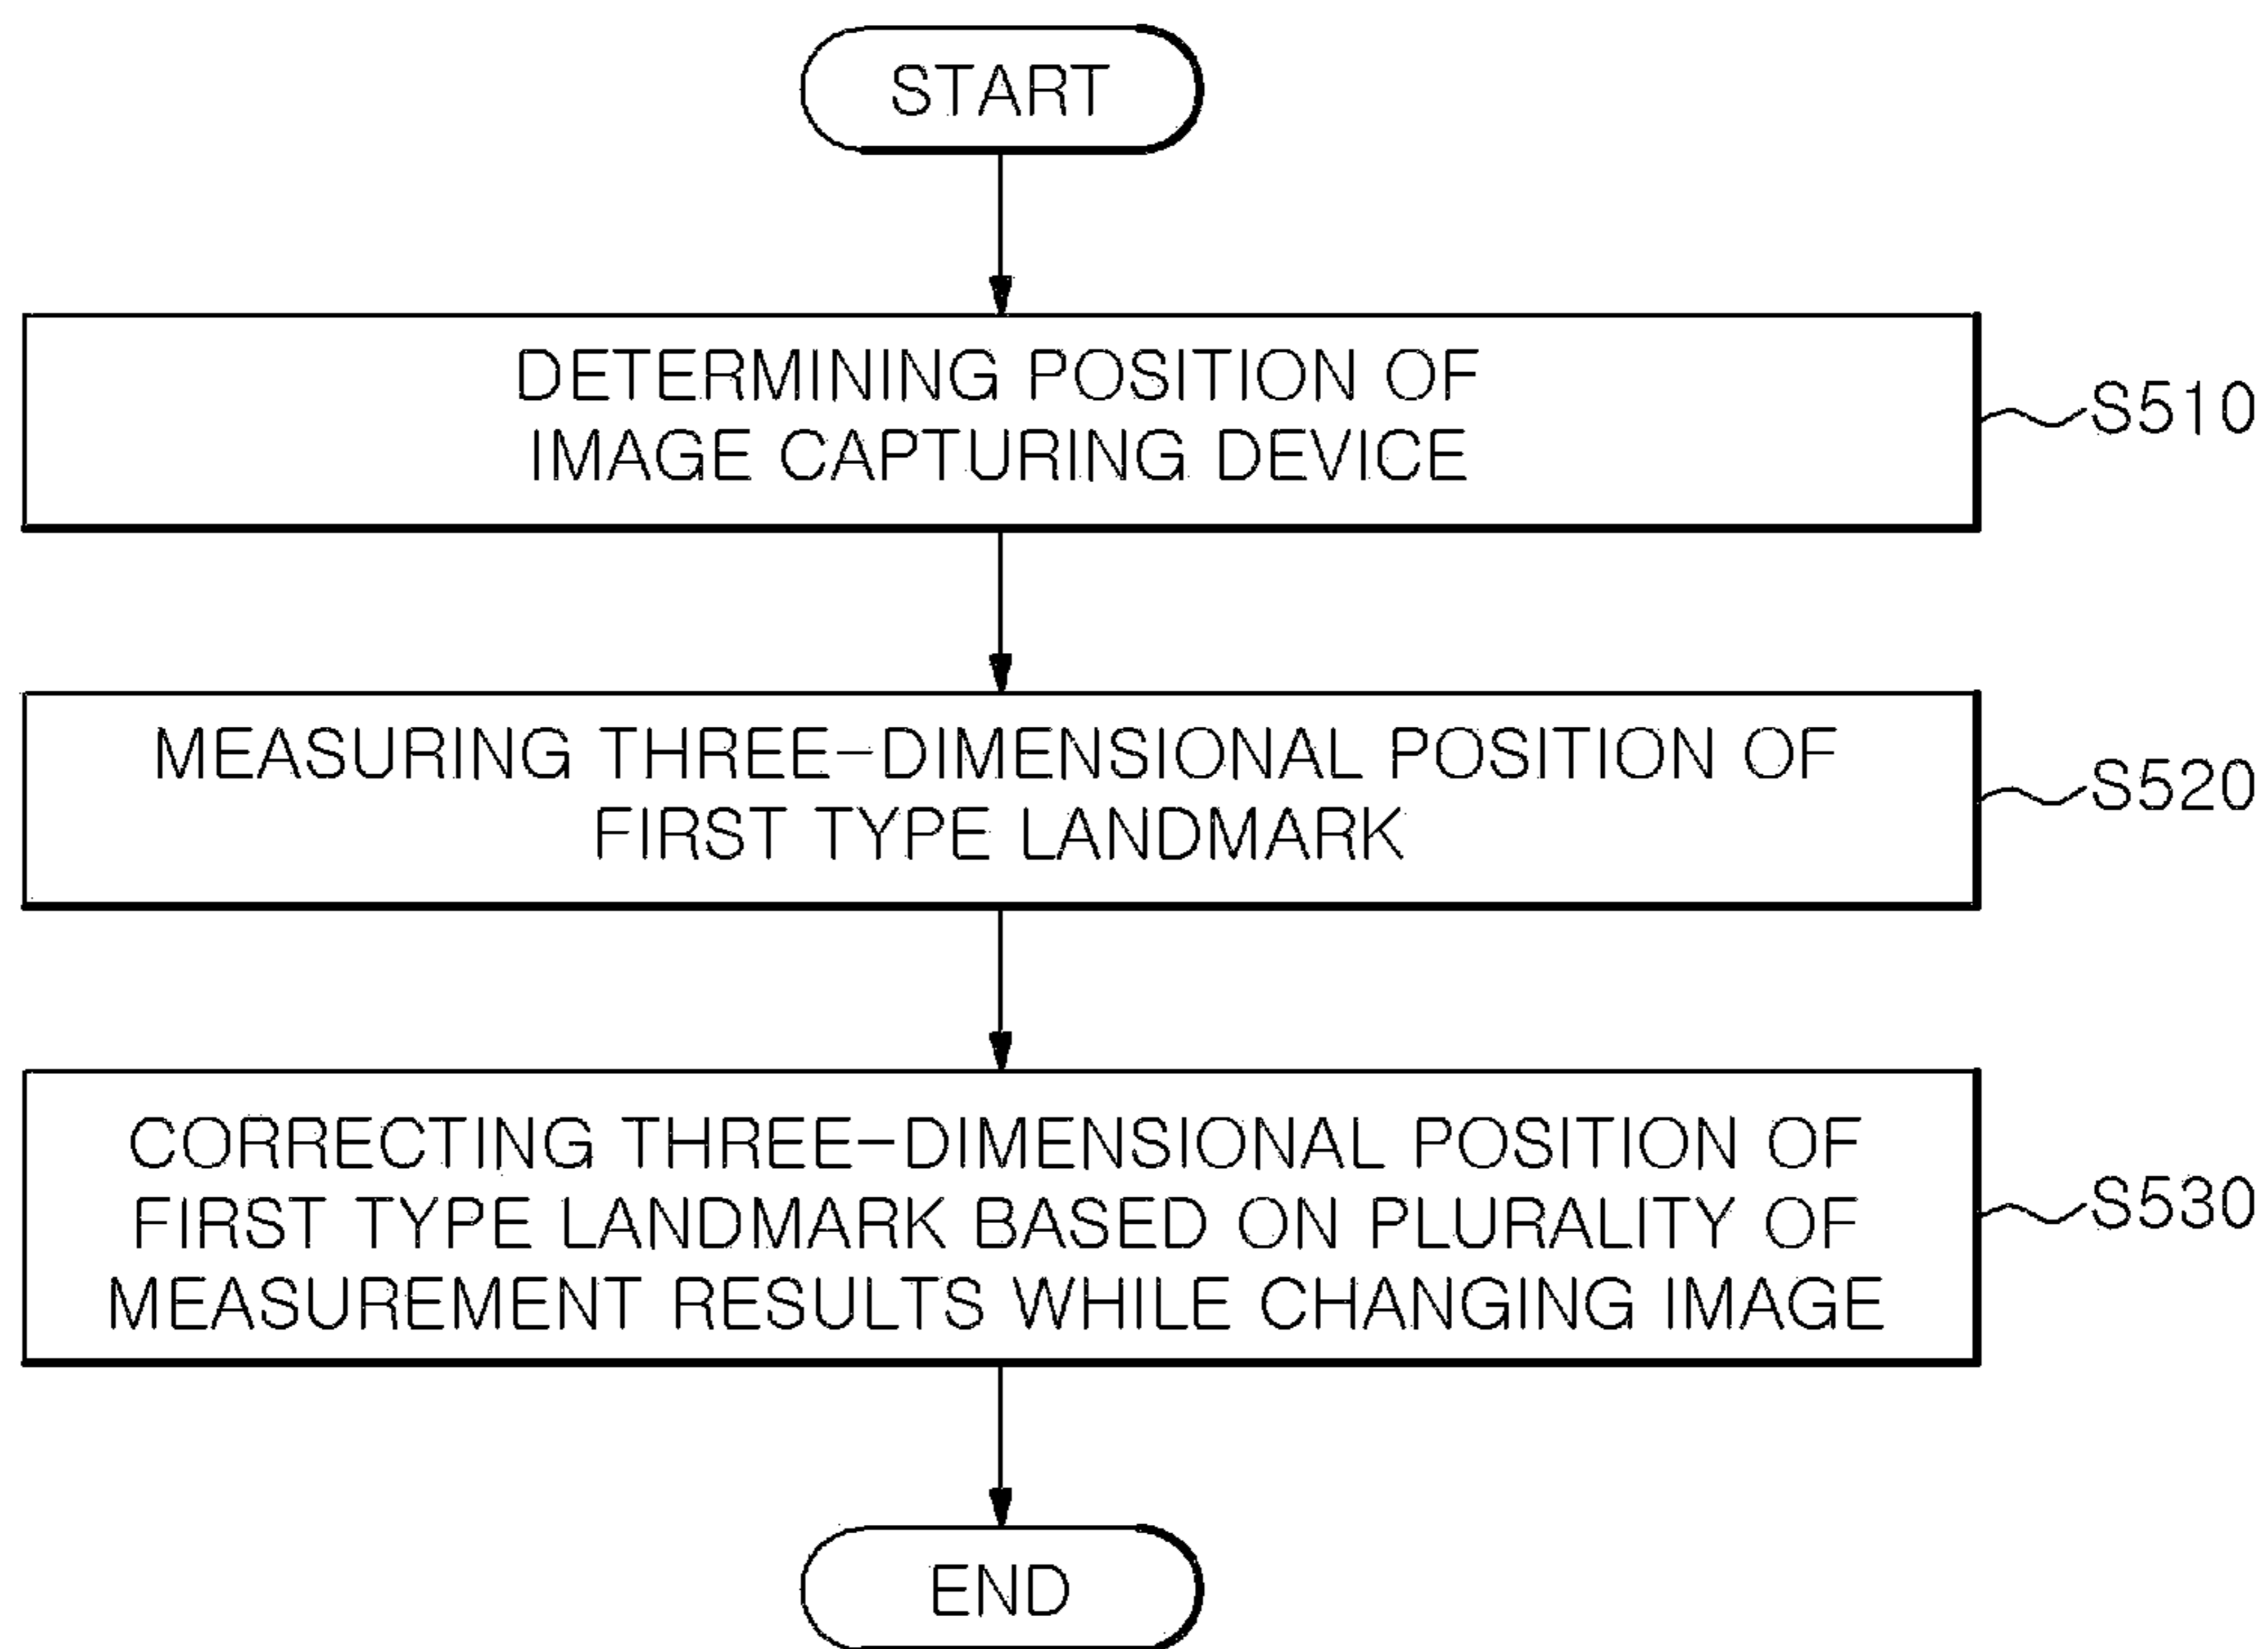 START
DETERMINING POSITION OF
IMAGE CAPTURING DEVICE
S510
MEASURING THREE-DIMENSIONAL POSITION OF
FIRST TYPE LANDMARK
S520
CORRECTING THREE-DIMENSIONAL POSITION OF
FIRST TYPE LANDMARK BASED ON PLURALITY OF
MEASUREMENT RESULTS WHILE CHANGING IMAGE
S530
END